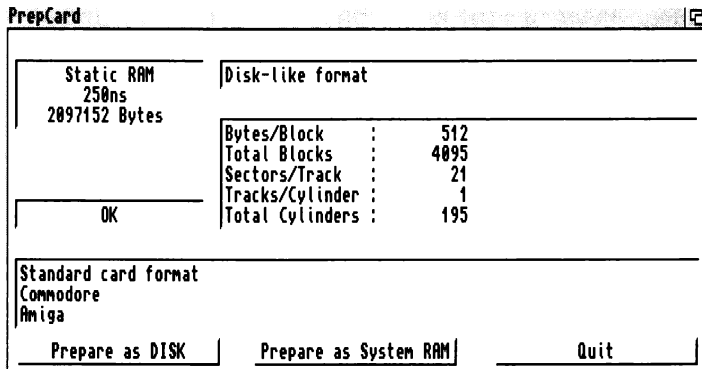 PrepCard
Static RAM
250ns
2097152 Bytes
OK
Disk-like format
Bytes/Block : 512
Total Blocks : 4095
Sectors/Track : 21
Tracks/Cylinder : 1
Total Cylinders : 195
Standard card format
Commodore
Amiga
Prepare as DISK
Prepare as System RAM
Quit